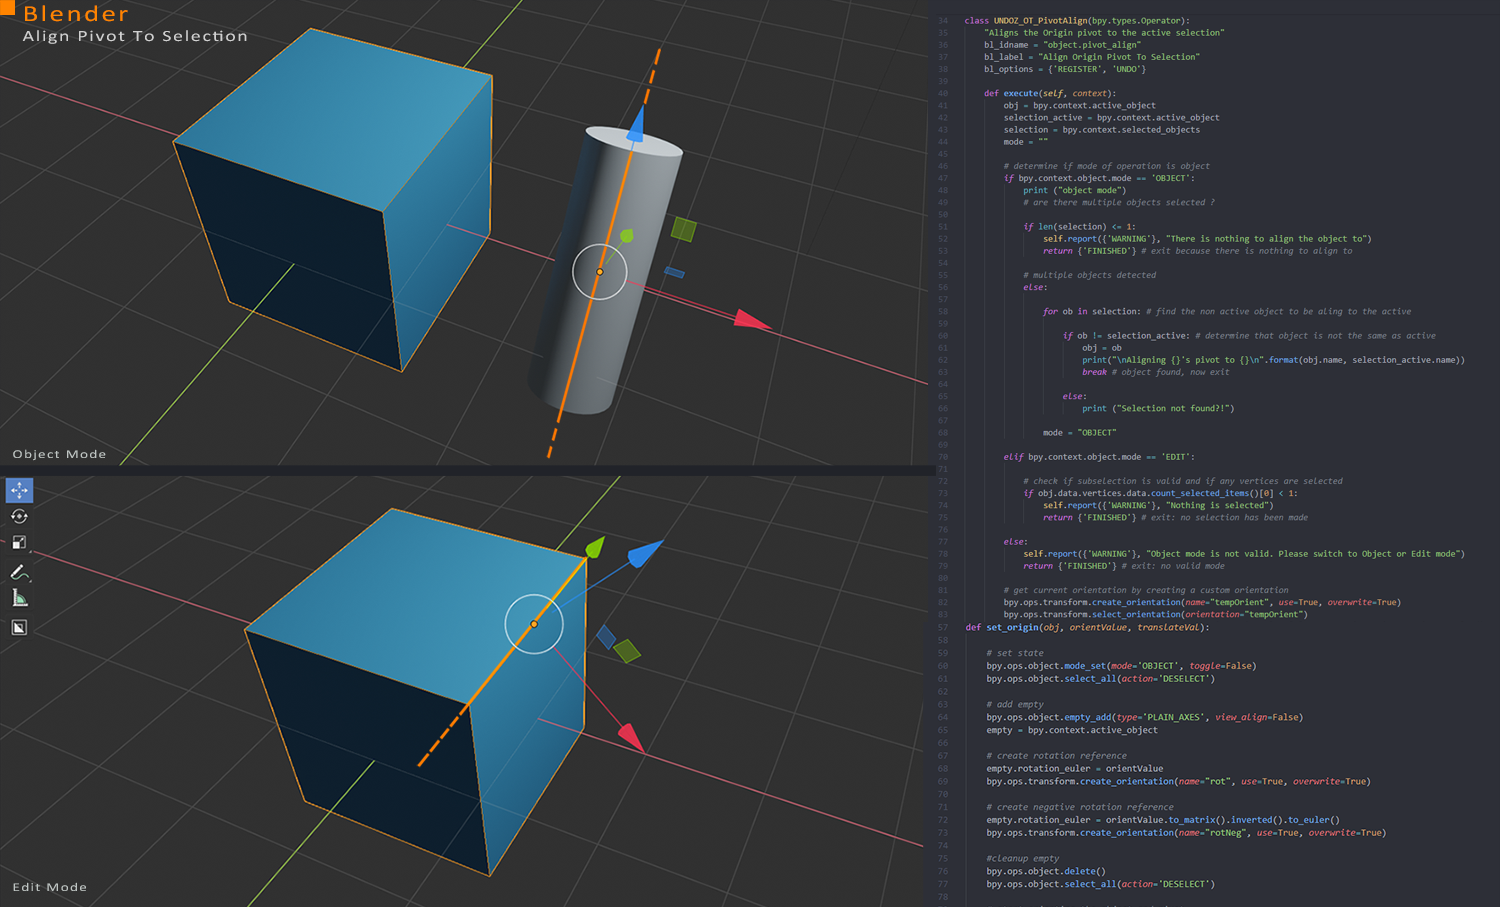 Blender
Align Pivot To Selection
Object Mode
Edit Mode
34 class UNDOZ_OT_PivotAlign(bpy.types.Operator):
35 "Aligns the Origin pivot to the active selection"
36 bl_idname = "object.pivot_align"
37 bl_label = "Align Origin Pivot To Selection"
38 bl_options = {'REGISTER', 'UNDO'}
39
40 def execute(self, context):
41 obj = bpy.context.active_object
42 selection_active = bpy.context.active_object
43 selection = bpy.context.selected_objects
44 mode = ""
45
46 # determine if mode of operation is object
47 if bpy.context.object.mode == 'OBJECT':
48 print ("object mode")
49 # are there multiple objects selected ?
50
51 if len(selection) <= 1:
52 self.report({'WARNING'}, "There is nothing to align the object to")
53 return {'FINISHED'} # exit because there is nothing to align to
54
55 # multiple objects detected
56 else:
57
58 for ob in selection: # find the non active object to be aling to the active
59
60 if ob != selection_active: # determine that object is not the same as active
61 obj = ob
62 print("\nAligning {}'s pivot to {}\n".format(obj.name, selection_active.name))
63 break # object found, now exit
64
65 else:
66 print ("Selection not found?!")
67
68 mode = "OBJECT"
69
70 elif bpy.context.object.mode == 'EDIT':
71
72 # check if subselection is valid and if any vertices are selected
73 if obj.data.vertices.data.count_selected_items()[0] < 1:
74 self.report({'WARNING'}, "Nothing is selected")
75 return {'FINISHED'} # exit: no selection has been made
76
77 else:
78 self.report({'WARNING'}, "Object mode is not valid. Please switch to Object or Edit mode")
79 return {'FINISHED'} # exit: no valid mode
80
81 # get current orientation by creating a custom orientation
82 bpy.ops.transform.create_orientation(name="tempOrient", use=True, overwrite=True)
83 bpy.ops.transform.select_orientation(orientation="tempOrient")
57 def set_origin(obj, orientValue, translateVal):
58
59 # set state
60 bpy.ops.object.mode_set(mode='OBJECT', toggle=False)
61 bpy.ops.object.select_all(action='DESELECT')
62
63 # add empty
64 bpy.ops.object.empty_add(type='PLAIN_AXES', view_align=False)
65 empty = bpy.context.active_object
66
67 # create rotation reference
68 empty.rotation_euler = orientValue
69 bpy.ops.transform.create_orientation(name="rot", use=True, overwrite=True)
70
71 # create negative rotation reference
72 empty.rotation_euler = orientValue.to_matrix().inverted().to_euler()
73 bpy.ops.transform.create_orientation(name="rotNeg", use=True, overwrite=True)
74
75 #cleanup empty
76 bpy.ops.object.delete()
77 bpy.ops.object.select_all(action='DESELECT')
78